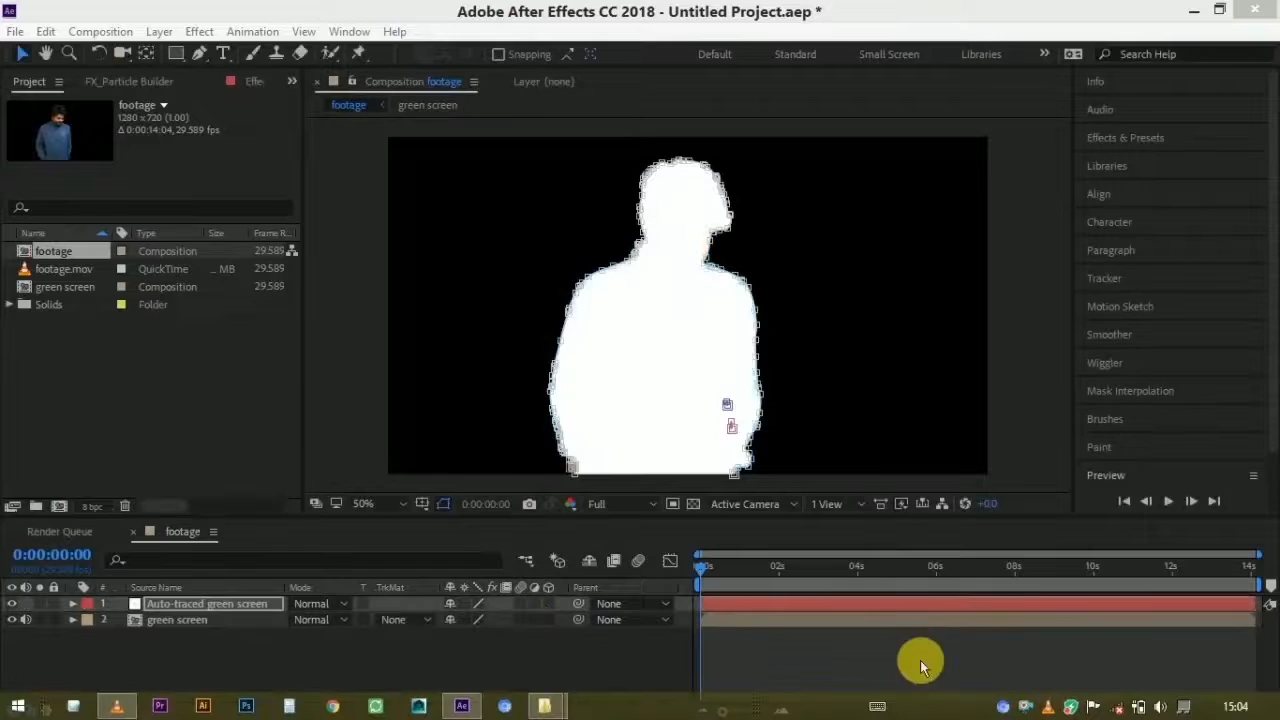 Ae
Adobe After Effects CC 2018 - Untitled Project.aep *
File Edit Composition Layer Effect Animation View Window Help
Snapping Default Standard Small Screen Libraries Search Help
Project FX_Particle Builder Effe Composition footage Layer (none) Info
footage green screen
footage
1280 x 720 (1.00)
Δ 0:00:14:04, 29.589 fps
Audio
Effects & Presets
Libraries
Align
Character
Paragraph
Tracker
Motion Sketch
Smoother
Wiggler
Mask Interpolation
Brushes
Paint
Preview
Name Type Size Frame R
footage Composition 29.589
footage.mov QuickTime ... MB 29.589
green screen Composition 29.589
Solids Folder
8 bpc 50% 0:00:00:00 Full Active Camera 1 View +0.0
Render Queue footage
0:00:00:00
02s 04s 06s 08s 10s 12s 14s
# Source Name Mode T .TrkMat fx Parent
1 Auto-traced green screen Normal None
2 green screen Normal None None
Pr Ai Ps Ae 15:04